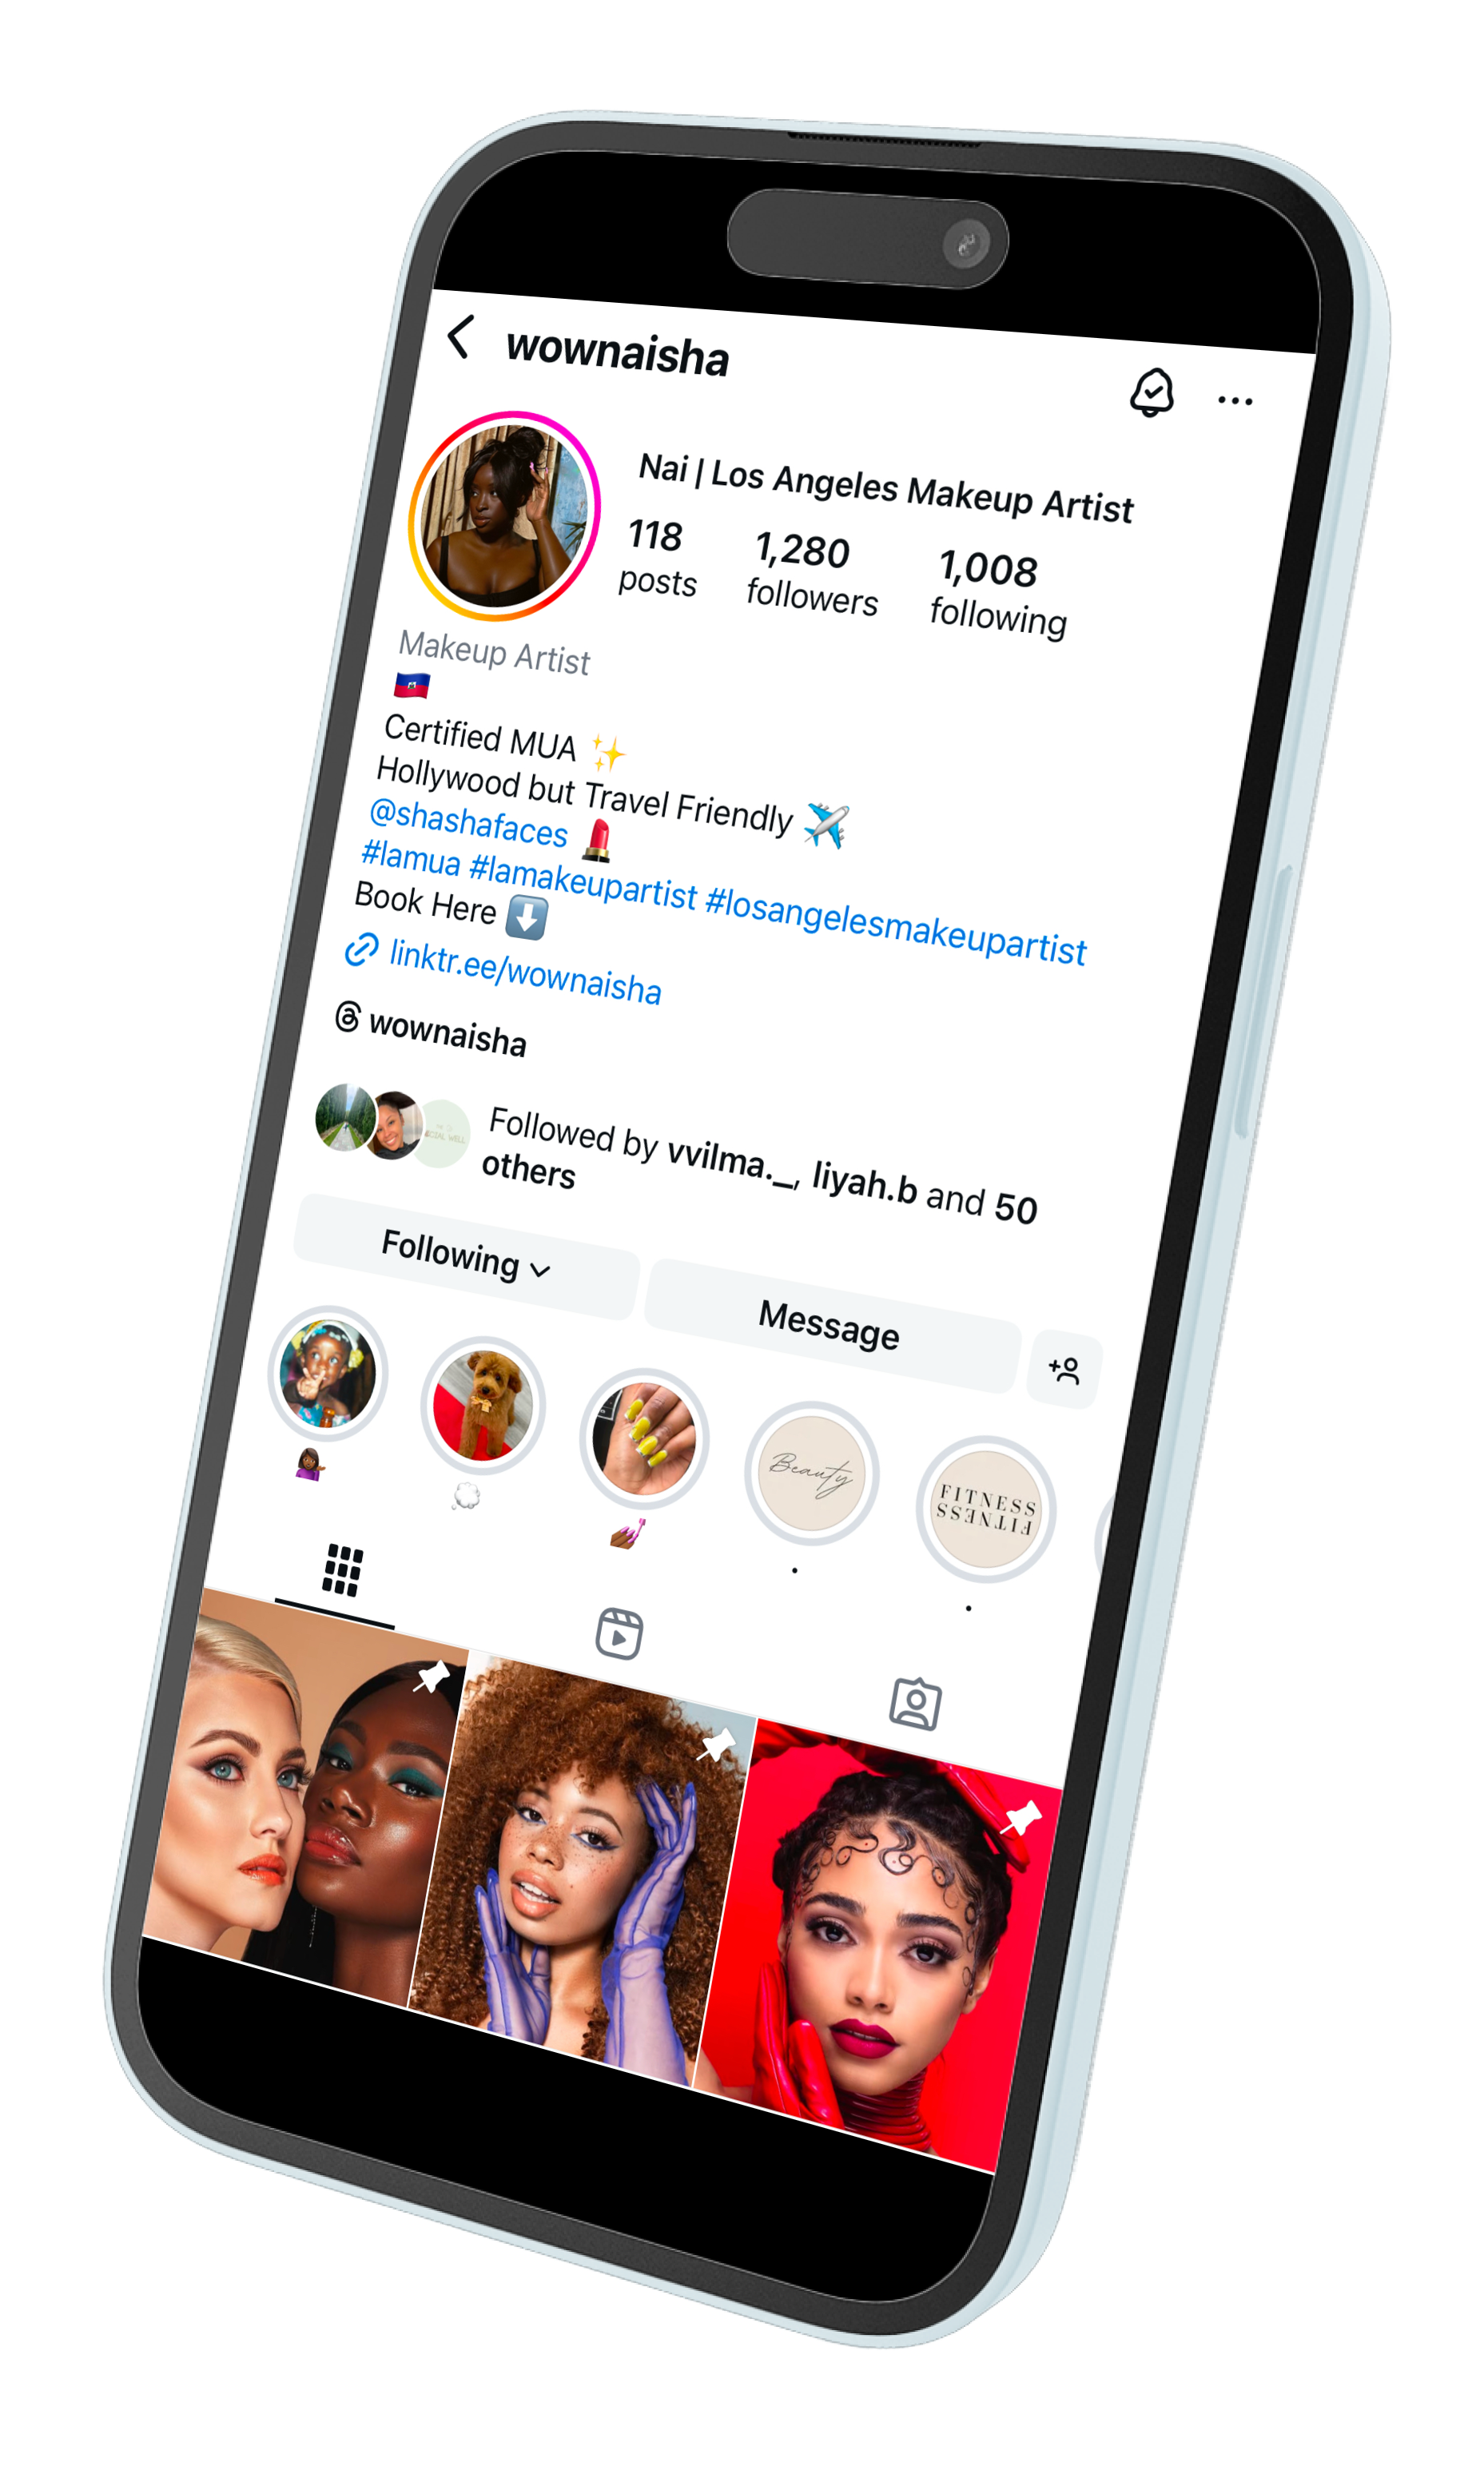 wownaisha
Nai | Los Angeles Makeup Artist
118 1,280 1,008
posts followers following
Makeup Artist
🇭🇹
Certified MUA ✨
Hollywood but Travel Friendly ✈️
@shashafaces 💄
#lamua #lamakeupartist #losangelesmakeupartist
Book Here ⬇️
linktr.ee/wownaisha
wownaisha
Followed by vvilma._, liyah.b and 50
others
Following
Message
Beauty
FITNESS
FITNESS